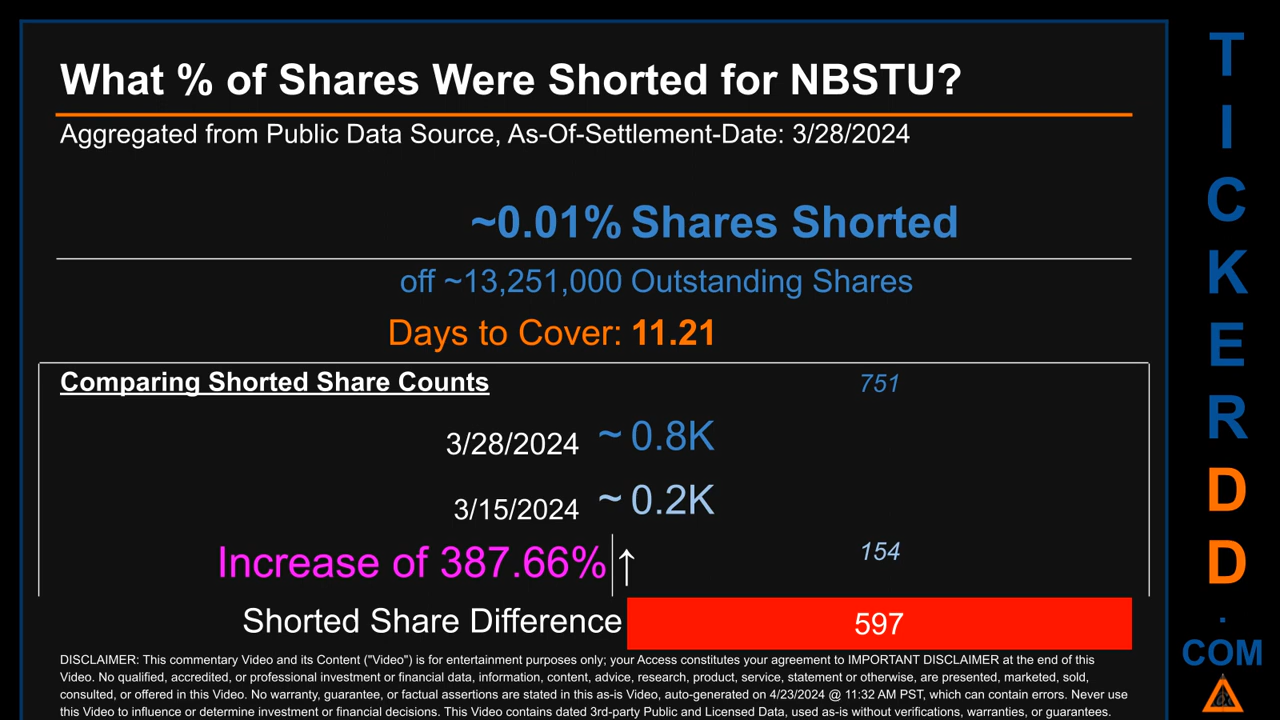 What % of Shares Were Shorted for NBSTU?
Aggregated from Public Data Source, As-Of-Settlement-Date: 3/28/2024
~0.01% Shares Shorted
off ~13,251,000 Outstanding Shares
Days to Cover: 11.21
Comparing Shorted Share Counts
751
3/28/2024 ~ 0.8K
3/15/2024 ~ 0.2K
154
Increase of 387.66% ↑
Shorted Share Difference 597
DISCLAIMER: This commentary Video and its Content ("Video") is for entertainment purposes only; your Access constitutes your agreement to IMPORTANT DISCLAIMER at the end of this
Video. No qualified, accredited, or professional investment or financial data, information, content, advice, research, product, service, statement or otherwise, are presented, marketed, sold,
consulted, or offered in this Video. No warranty, guarantee, or factual assertions are stated in this as-is Video, auto-generated on 4/23/2024 @ 11:32 AM PST, which can contain errors. Never use
this Video to influence or determine investment or financial decisions. This Video contains dated 3rd-party Public and Licensed Data, used as-is without verifications, warranties, or guarantees.
T
I
C
K
E
R
D
D
.
COM